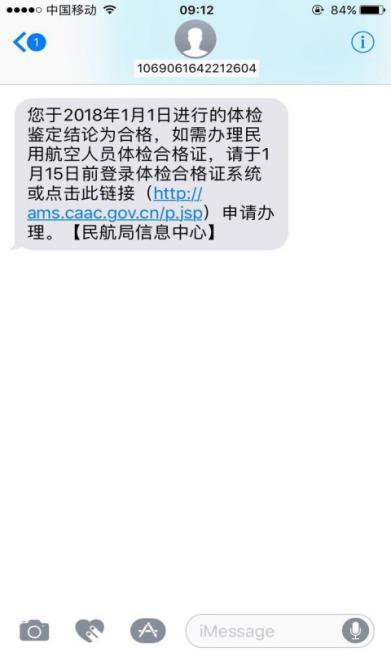 中国移动 09:12 84%
1
1069061642212604
您于2018年1月1日进行的体检
鉴定结论为合格，如需办理民
用航空人员体检合格证，请于1
月15日前登录体检合格证系统
或点击此链接（http://
ams.caac.gov.cn/p.jsp）申请办
理。【民航局信息中心】
iMessage